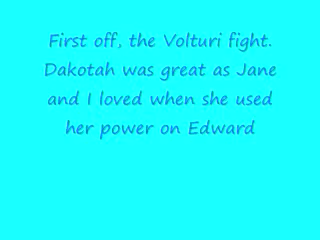 First off, the Volturi fight.
Dakotah was great as Jane
and I loved when she used
her power on Edward